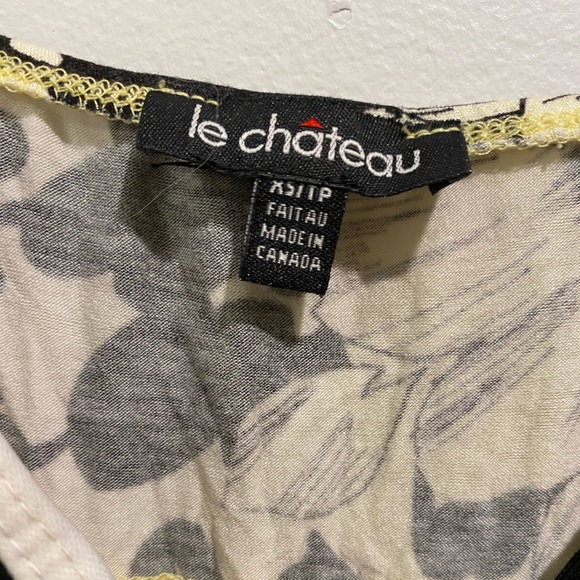 le château
XS/TP
FAIT AU
MADE IN
CANADA